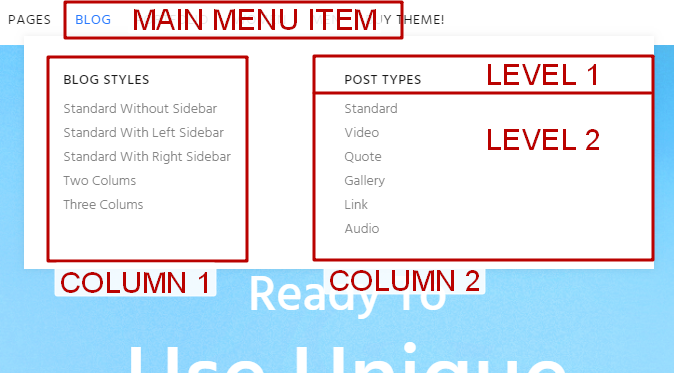 PAGES BLOG MAIN MENU ITEM UY THEME!
BLOG STYLES
Standard Without Sidebar
Standard With Left Sidebar
Standard With Right Sidebar
Two Colums
Three Colums
POST TYPES LEVEL 1
Standard
Video LEVEL 2
Quote
Gallery
Link
Audio
COLUMN 1 COLUMN 2
Ready To
Use Unique